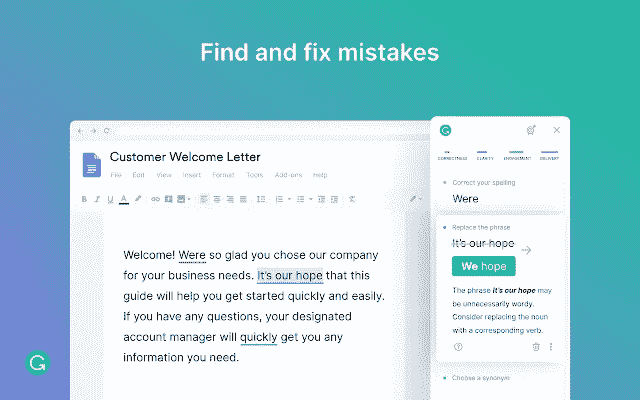 Find and fix mistakes
Customer Welcome Letter
File Edit View Insert Format Tools Add-ons Help
B I U A
Welcome! Were so glad you chose our company
for your business needs. It's our hope that this
guide will help you get started quickly and easily.
If you have any questions, your designated
account manager will quickly get you any
information you need.
CORRECTNESS CLARITY ENGAGEMENT DELIVERY
Correct your spelling
Were
Replace the phrase
It's our hope
We hope
The phrase It's our hope may
be unnecessarily wordy.
Consider replacing the noun
with a corresponding verb.
Choose a synonym